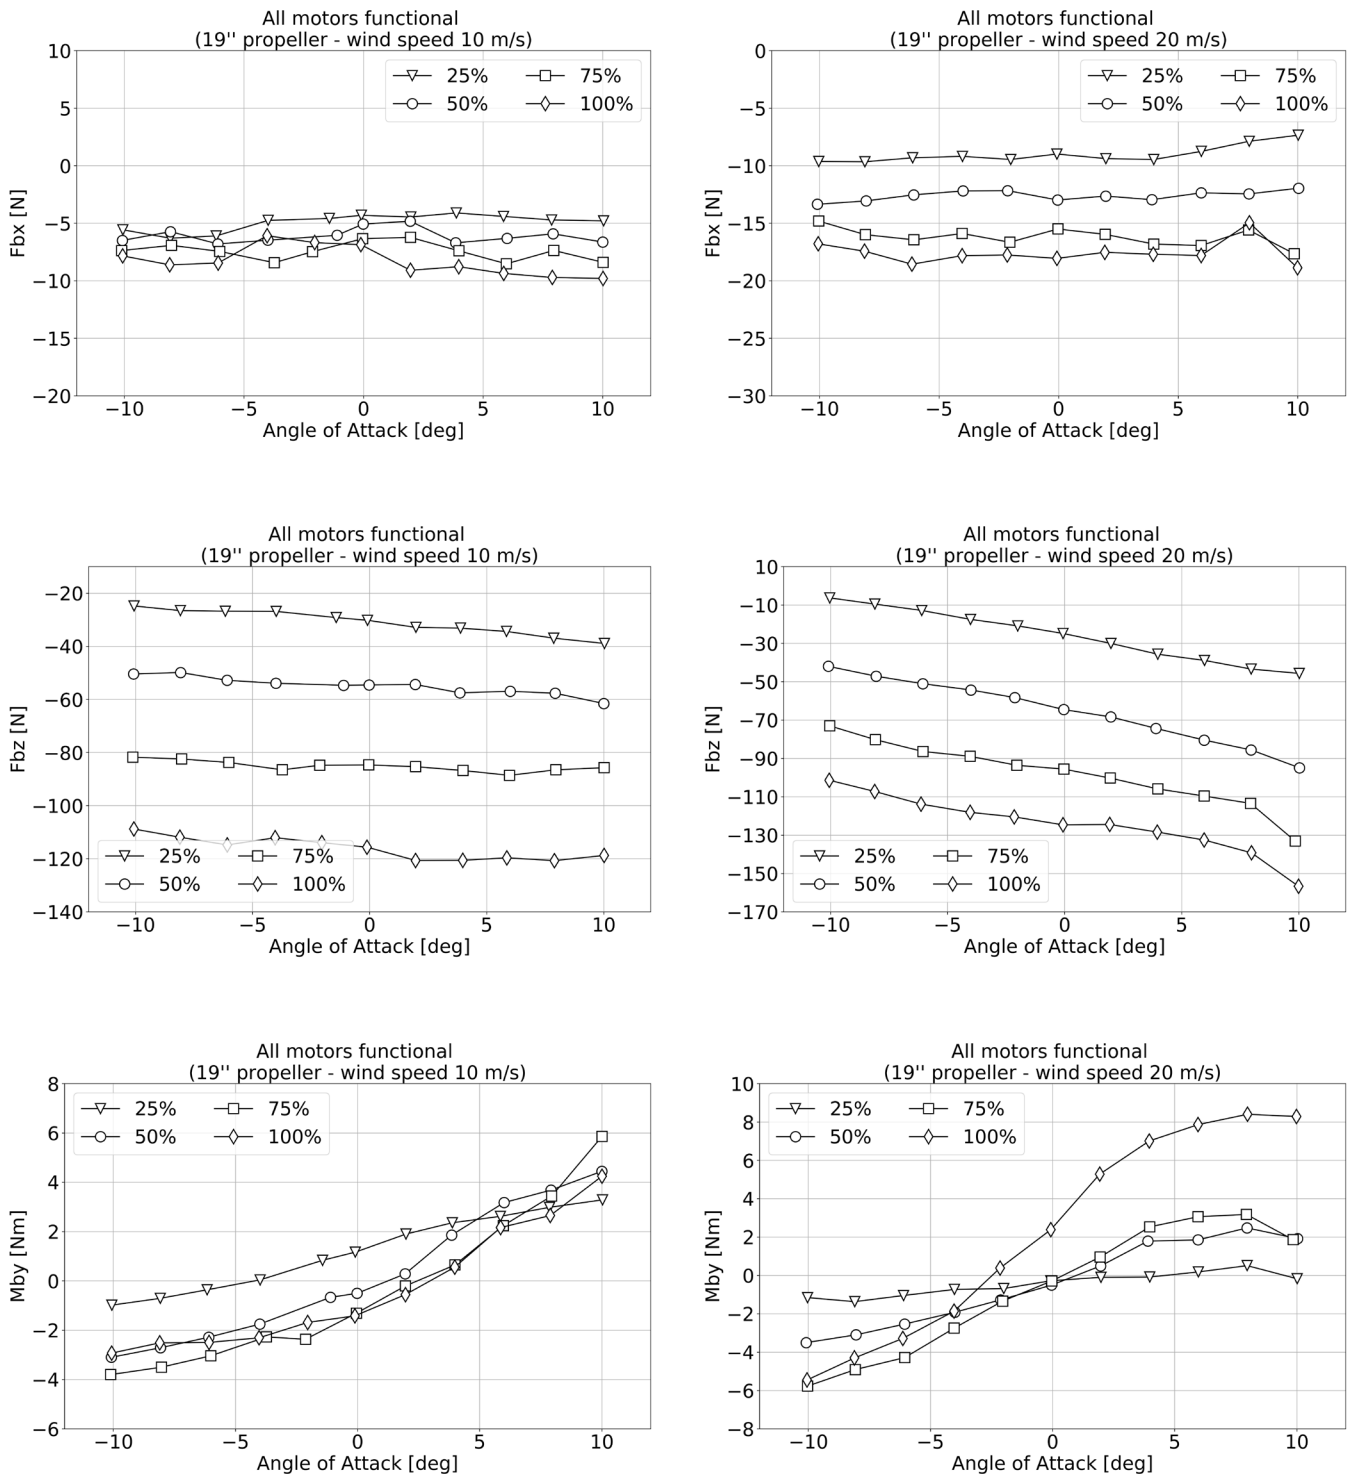 All motors functional
(19'' propeller - wind speed 10 m/s)
25% 75%
50% 100%
10
5
0
−5
−10
−15
−20
Fbx [N]
−10 −5 0 5 10
Angle of Attack [deg]
All motors functional
(19'' propeller - wind speed 20 m/s)
25% 75%
50% 100%
0
−5
−10
−15
−20
−25
−30
Fbx [N]
−10 −5 0 5 10
Angle of Attack [deg]
All motors functional
(19'' propeller - wind speed 10 m/s)
−20
−40
−60
−80
−100
−120
−140
Fbz [N]
25% 75%
50% 100%
−10 −5 0 5 10
Angle of Attack [deg]
All motors functional
(19'' propeller - wind speed 20 m/s)
10
−10
−30
−50
−70
−90
−110
−130
−150
−170
Fbz [N]
25% 75%
50% 100%
−10 −5 0 5 10
Angle of Attack [deg]
All motors functional
(19'' propeller - wind speed 10 m/s)
25% 75%
50% 100%
8
6
4
2
0
−2
−4
−6
Mby [Nm]
−10 −5 0 5 10
Angle of Attack [deg]
All motors functional
(19'' propeller - wind speed 20 m/s)
25% 75%
50% 100%
10
8
6
4
2
0
−2
−4
−6
−8
Mby [Nm]
−10 −5 0 5 10
Angle of Attack [deg]